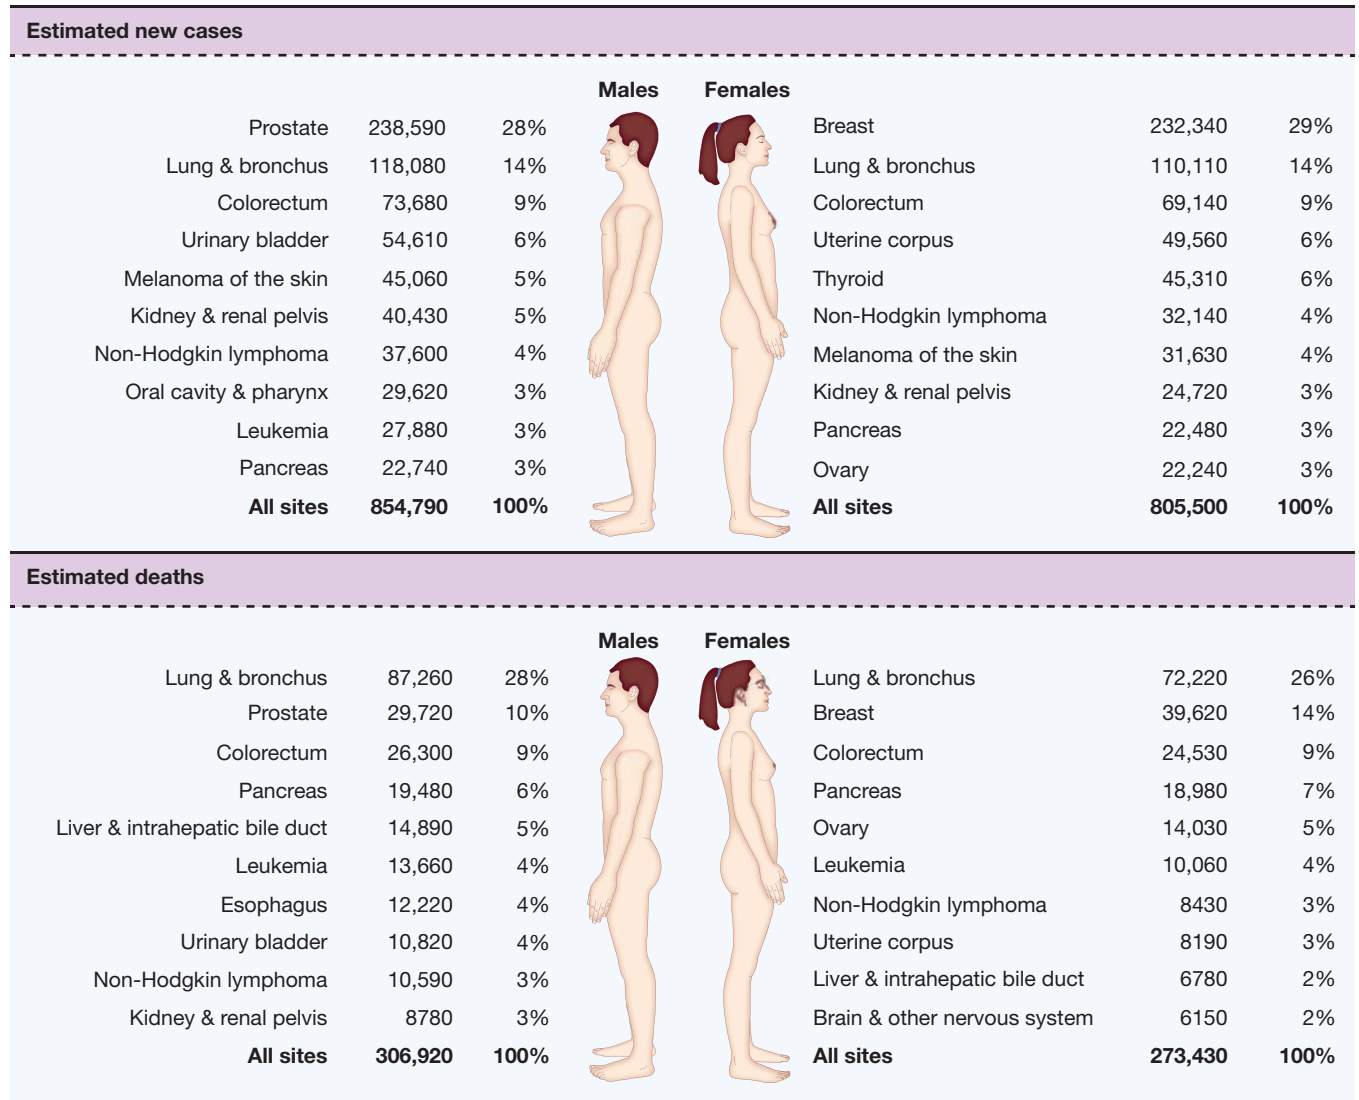 Estimated new cases
Males Females
Prostate 238,590 28% Breast 232,340 29%
Lung & bronchus 118,080 14% Lung & bronchus 110,110 14%
Colorectum 73,680 9% Colorectum 69,140 9%
Urinary bladder 54,610 6% Uterine corpus 49,560 6%
Melanoma of the skin 45,060 5% Thyroid 45,310 6%
Kidney & renal pelvis 40,430 5% Non-Hodgkin lymphoma 32,140 4%
Non-Hodgkin lymphoma 37,600 4% Melanoma of the skin 31,630 4%
Oral cavity & pharynx 29,620 3% Kidney & renal pelvis 24,720 3%
Leukemia 27,880 3% Pancreas 22,480 3%
Pancreas 22,740 3% Ovary 22,240 3%
All sites 854,790 100% All sites 805,500 100%
Estimated deaths
Males Females
Lung & bronchus 87,260 28% Lung & bronchus 72,220 26%
Prostate 29,720 10% Breast 39,620 14%
Colorectum 26,300 9% Colorectum 24,530 9%
Pancreas 19,480 6% Pancreas 18,980 7%
Liver & intrahepatic bile duct 14,890 5% Ovary 14,030 5%
Leukemia 13,660 4% Leukemia 10,060 4%
Esophagus 12,220 4% Non-Hodgkin lymphoma 8430 3%
Urinary bladder 10,820 4% Uterine corpus 8190 3%
Non-Hodgkin lymphoma 10,590 3% Liver & intrahepatic bile duct 6780 2%
Kidney & renal pelvis 8780 3% Brain & other nervous system 6150 2%
All sites 306,920 100% All sites 273,430 100%